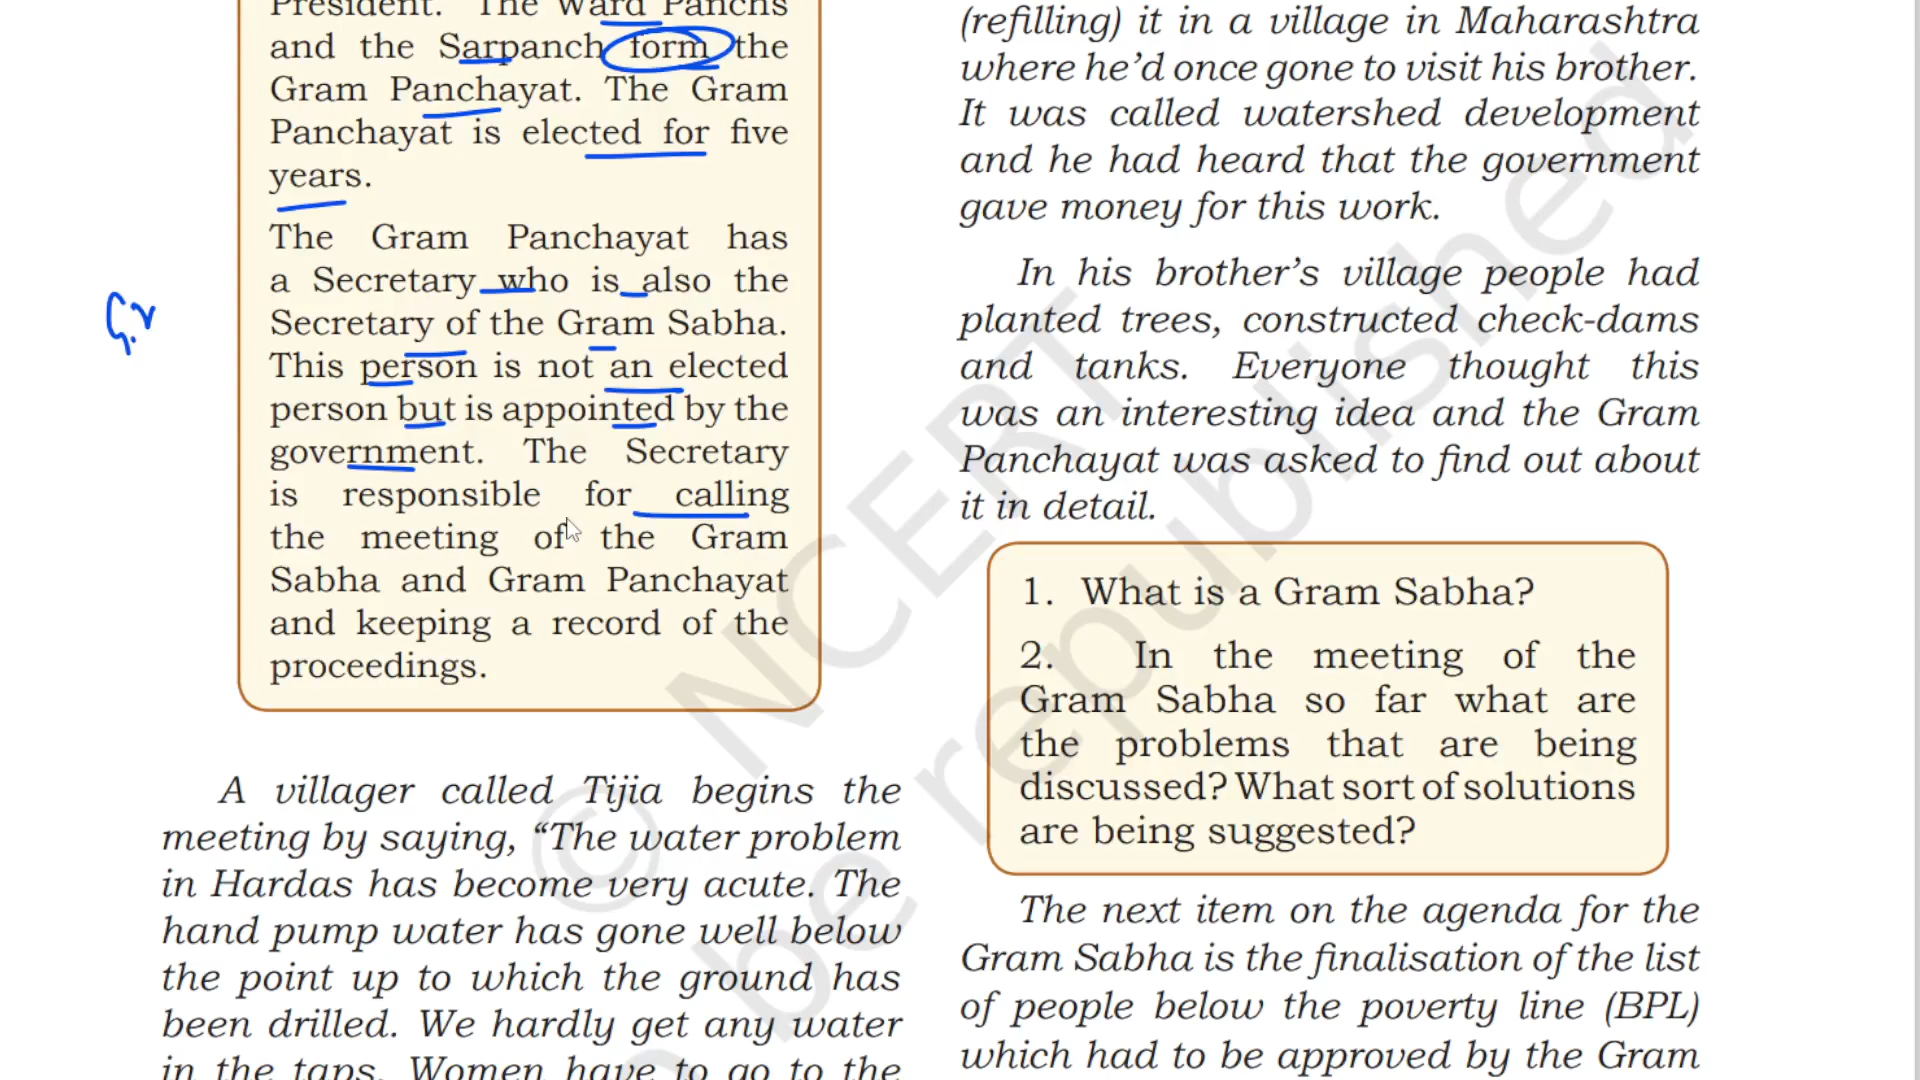 President. The Ward Panchs
and the Sarpanch form the
Gram Panchayat. The Gram
Panchayat is elected for five
years.
The Gram Panchayat has
a Secretary who is also the
Secretary of the Gram Sabha.
This person is not an elected
person but is appointed by the
government. The Secretary
is responsible for calling
the meeting of the Gram
Sabha and Gram Panchayat
and keeping a record of the
proceedings.
A villager called Tijia begins the
meeting by saying, “The water problem
in Hardas has become very acute. The
hand pump water has gone well below
the point up to which the ground has
been drilled. We hardly get any water
in the taps. Women have to go to the
(refilling) it in a village in Maharashtra
where he’d once gone to visit his brother.
It was called watershed development
and he had heard that the government
gave money for this work.
In his brother’s village people had
planted trees, constructed check-dams
and tanks. Everyone thought this
was an interesting idea and the Gram
Panchayat was asked to find out about
it in detail.
1. What is a Gram Sabha?
2. In the meeting of the
Gram Sabha so far what are
the problems that are being
discussed? What sort of solutions
are being suggested?
The next item on the agenda for the
Gram Sabha is the finalisation of the list
of people below the poverty line (BPL)
which had to be approved by the Gram
© NCERT
be republished